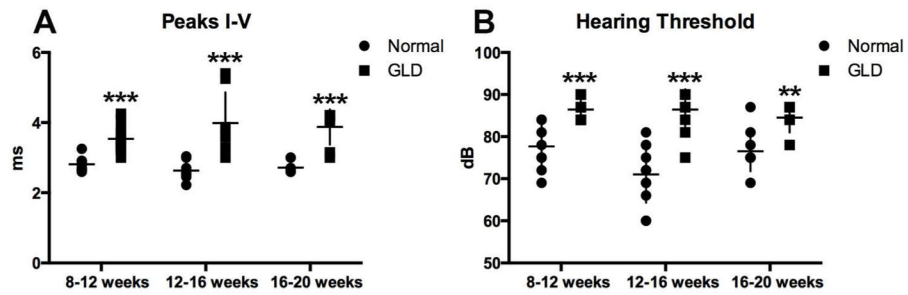 A
Peaks I-V
Normal
GLD
6
4
2
0
ms
***
***
***
8-12 weeks
12-16 weeks
16-20 weeks
B
Hearing Threshold
Normal
GLD
100
90
80
70
60
50
dB
***
***
**
8-12 weeks
12-16 weeks
16-20 weeks